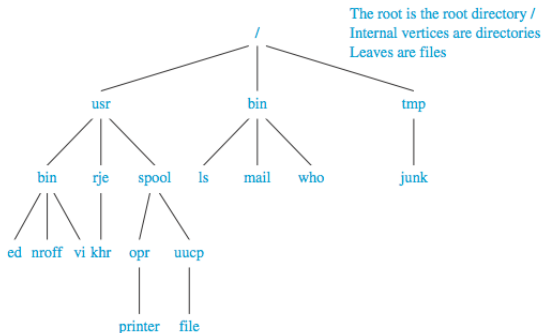 The root is the root directory /
Internal vertices are directories
Leaves are files
/
usr bin tmp
bin rje spool ls mail who junk
ed nroff vi khr opr uucp
printer file